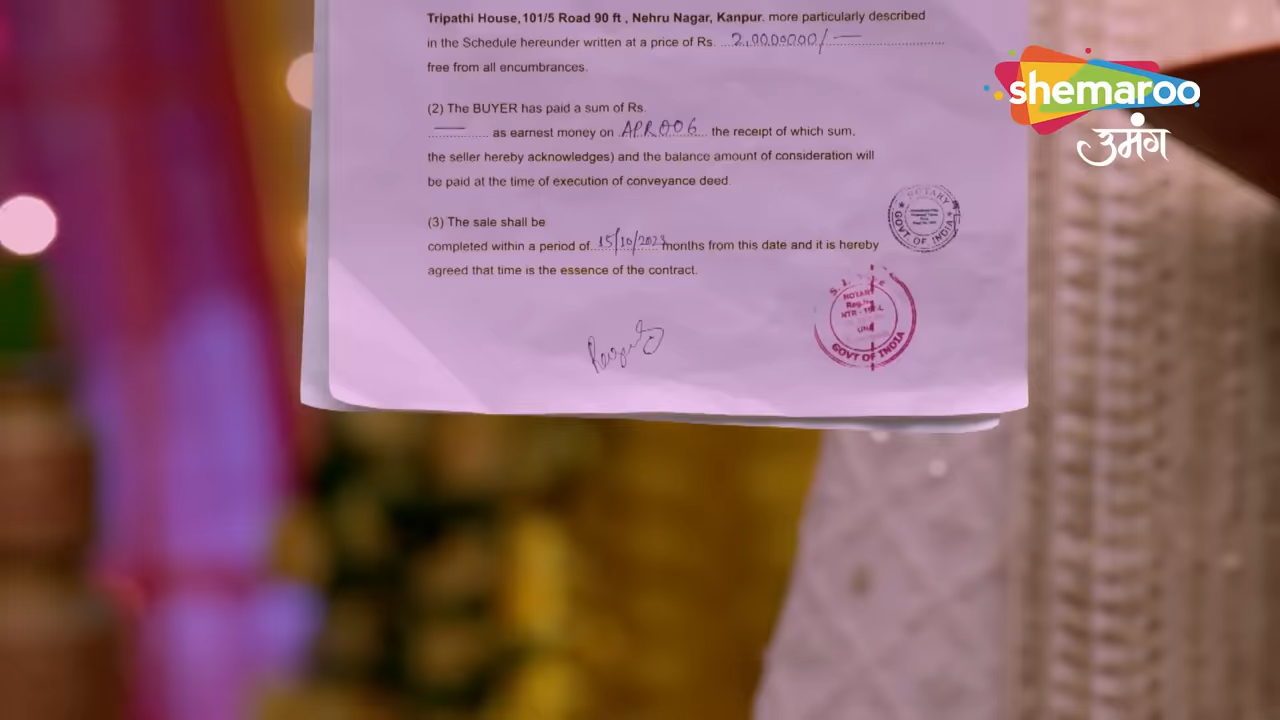 Tripathi House, 101/5 Road 90 ft , Nehru Nagar, Kanpur. more particularly described
in the Schedule hereunder written at a price of Rs. 2,0000000/—
free from all encumbrances.
(2) The BUYER has paid a sum of Rs.
— as earnest money on APR006 the receipt of which sum,
the seller hereby acknowledges) and the balance amount of consideration will
be paid at the time of execution of conveyance deed.
(3) The sale shall be
completed within a period of 15/10/2023 months from this date and it is hereby
agreed that time is the essence of the contract.
NOTARY
GOVT OF INDIA
NOTARY
Reg.No
GOVT OF INDIA
shemaroo
उमंग